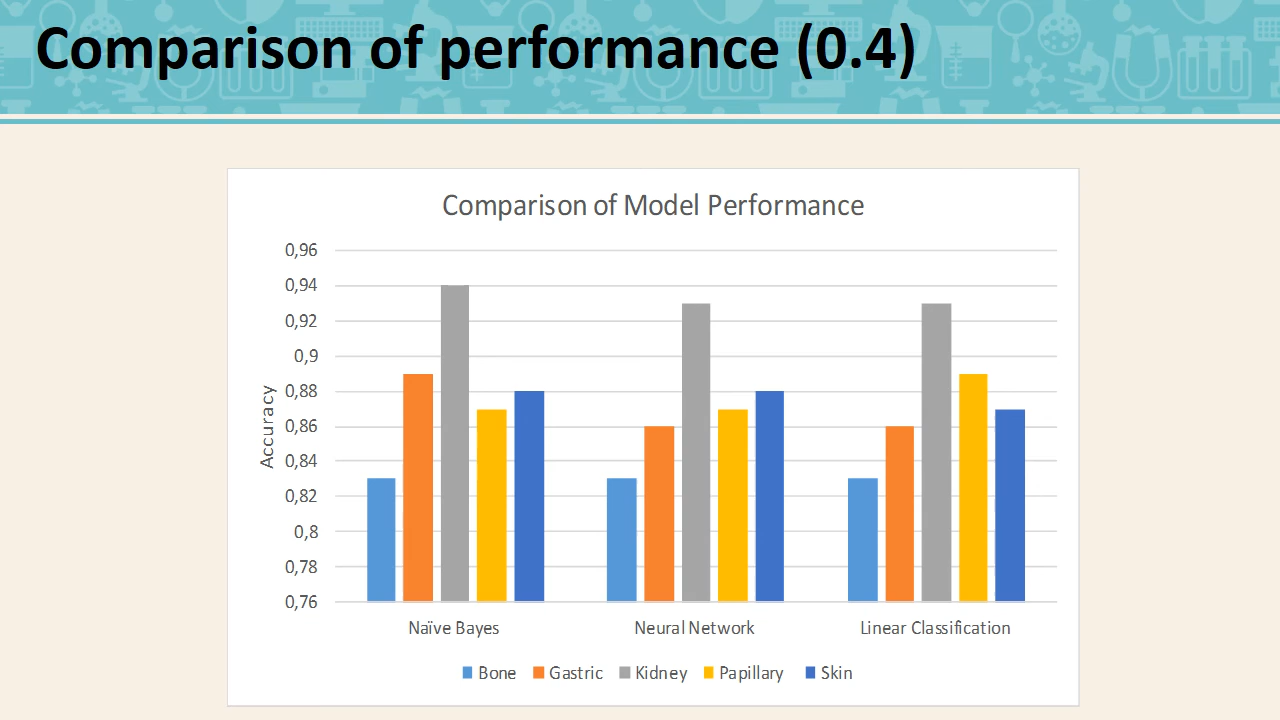 Comparison of performance (0.4)
Comparison of Model Performance
0,96
0,94
0,92
0,9
0,88
0,86
0,84
0,82
0,8
0,78
0,76
Accuracy
Naïve Bayes
Neural Network
Linear Classification
Bone
Gastric
Kidney
Papillary
Skin